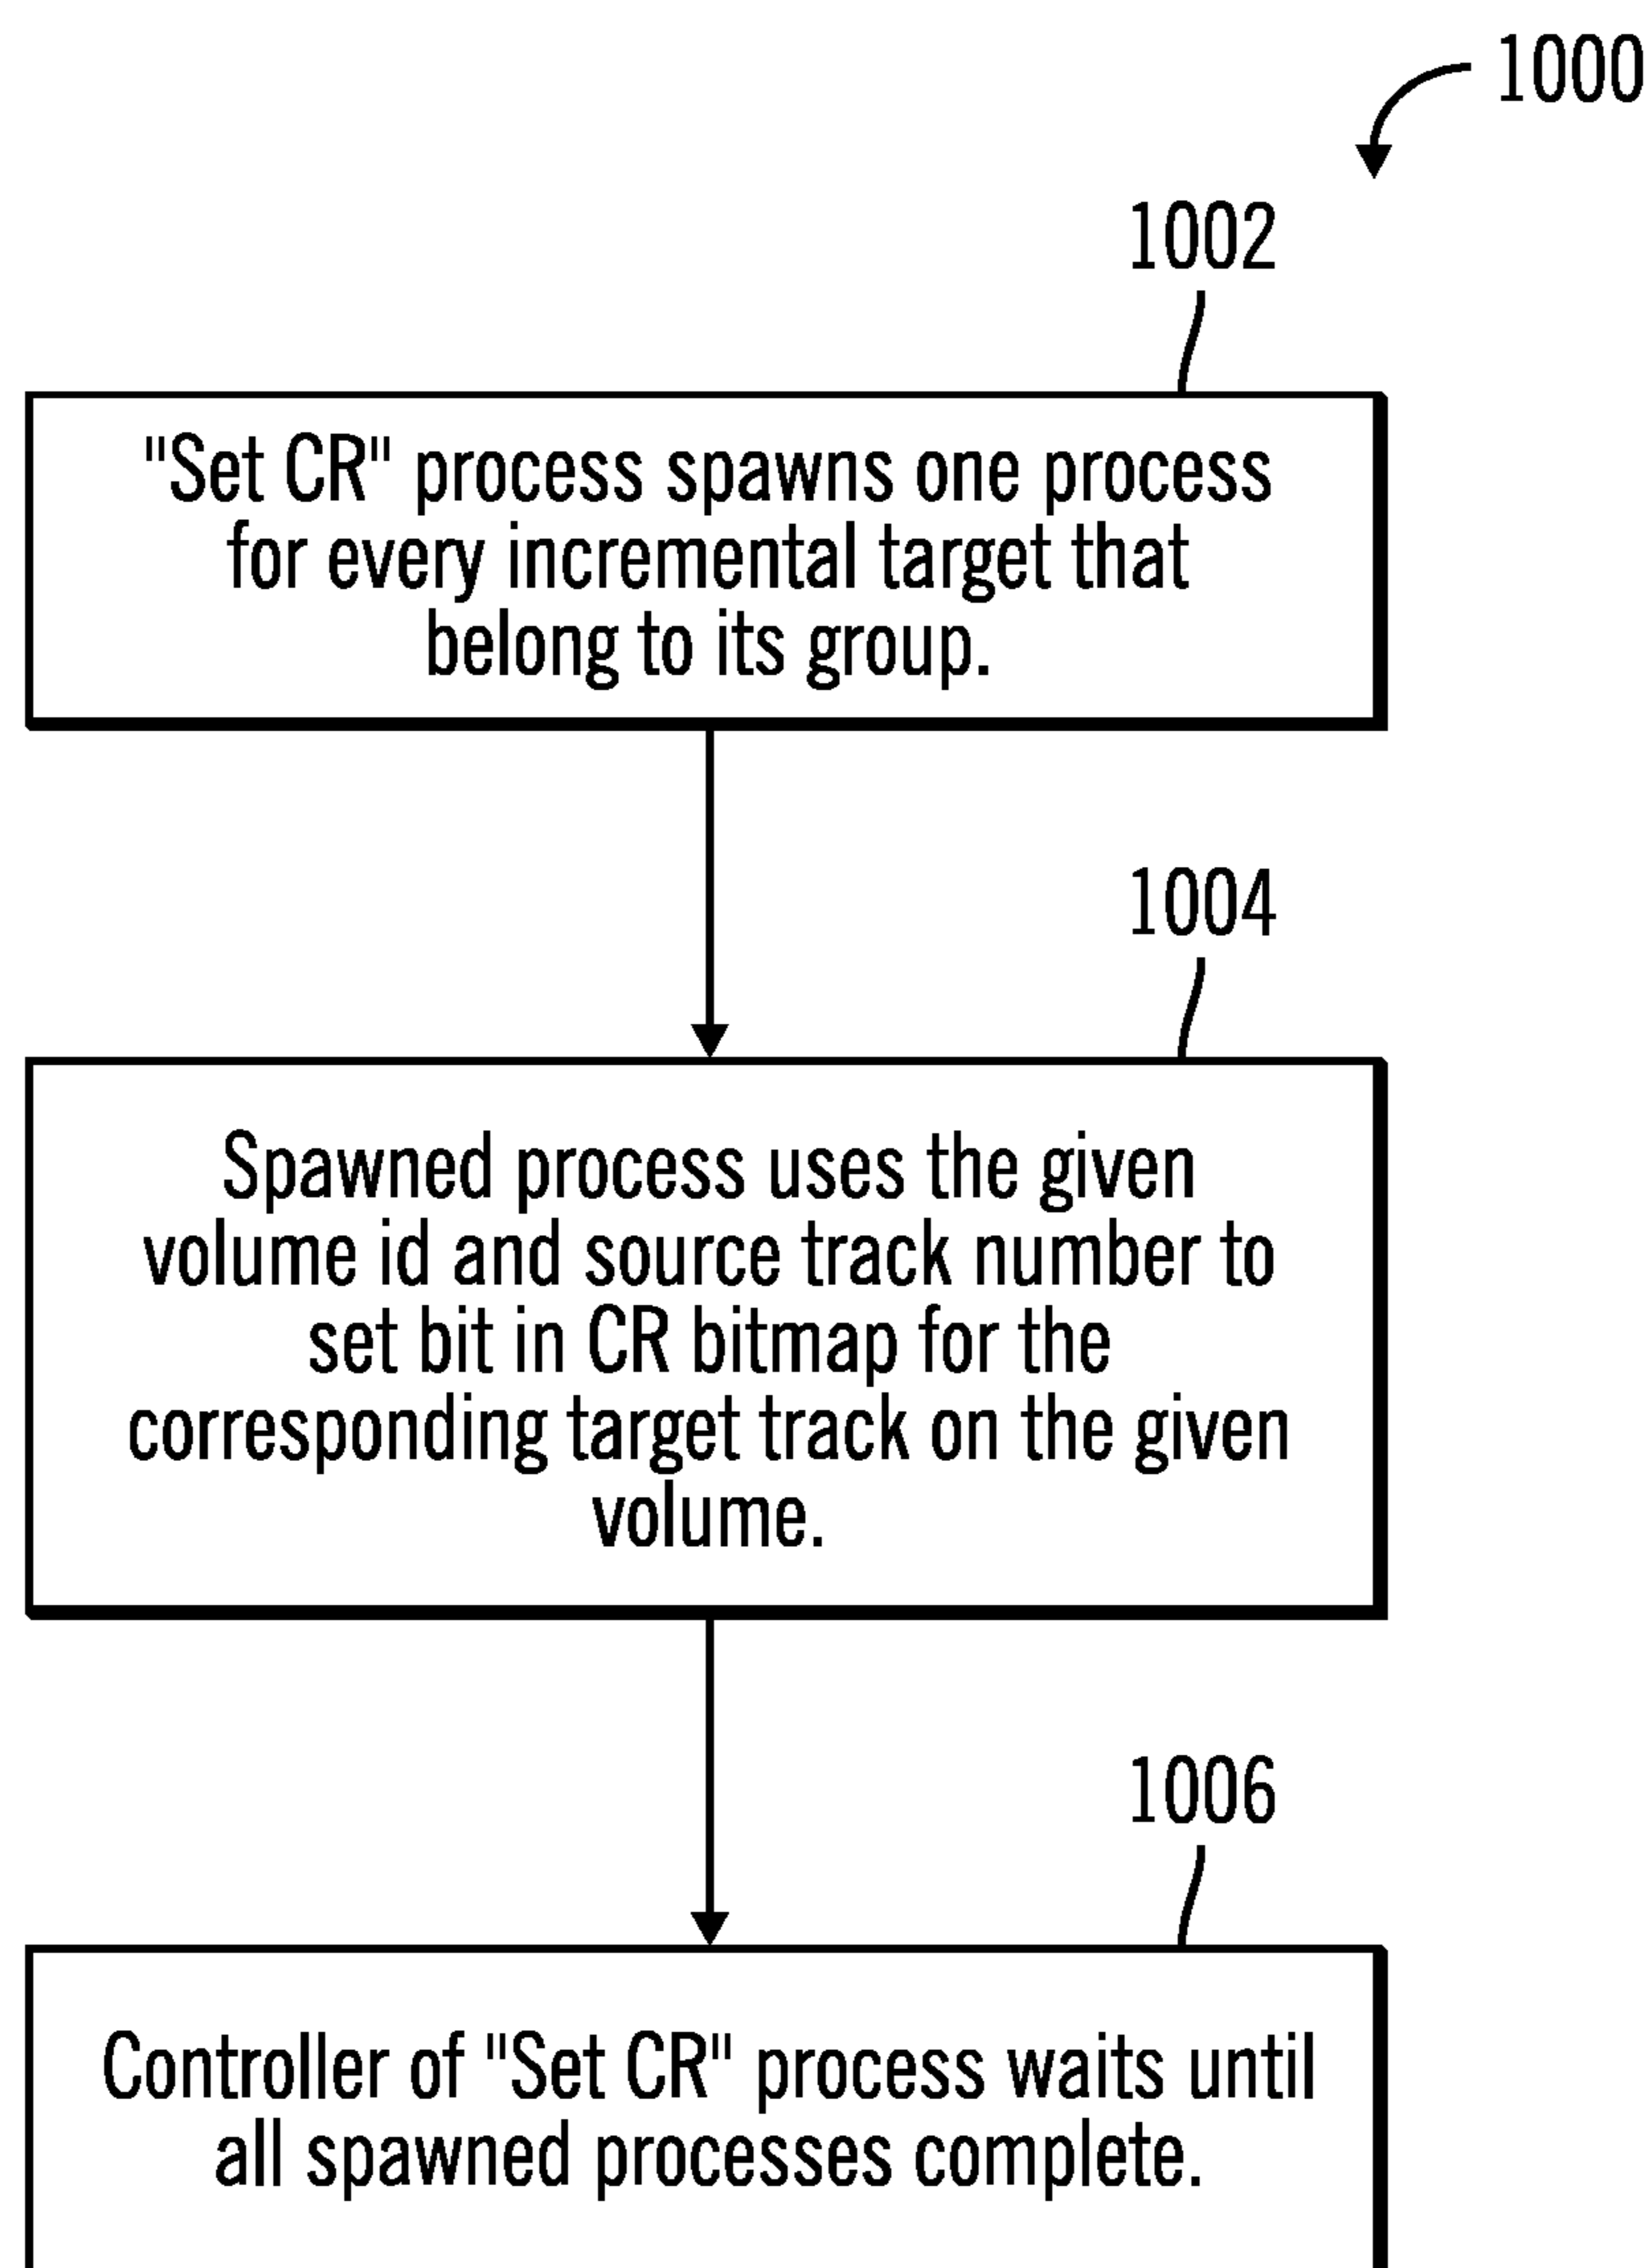 1000
1002
"Set CR" process spawns one process
for every incremental target that
belong to its group.
1004
Spawned process uses the given
volume id and source track number to
set bit in CR bitmap for the
corresponding target track on the given
volume.
1006
Controller of "Set CR" process waits until
all spawned processes complete.